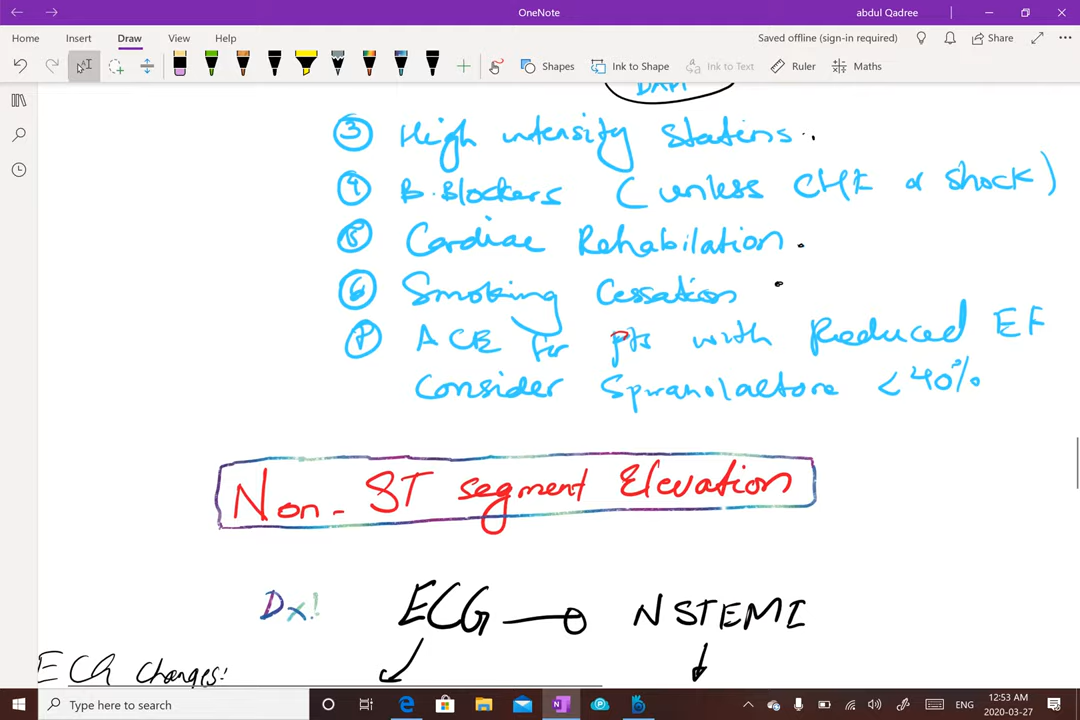 OneNote
abdul Qadree
Home Insert Draw View Help
Saved offline (sign-in required)
Share
Shapes
Ink to Shape
Ink to Text
Ruler
Maths
DAPT
③ High intensity Statins.
④ B.Blockers (unless CHF or shock)
⑤ Cardiac Rehabilation.
⑥ Smoking Cessation
⑦ ACE for pts with Reduced EF
Consider Spiranolactore <40%
Non - ST segment Elevation
Dx! ECG NSTEMI
ECG changes:
Type here to search
ENG
12:53 AM
2020-03-27